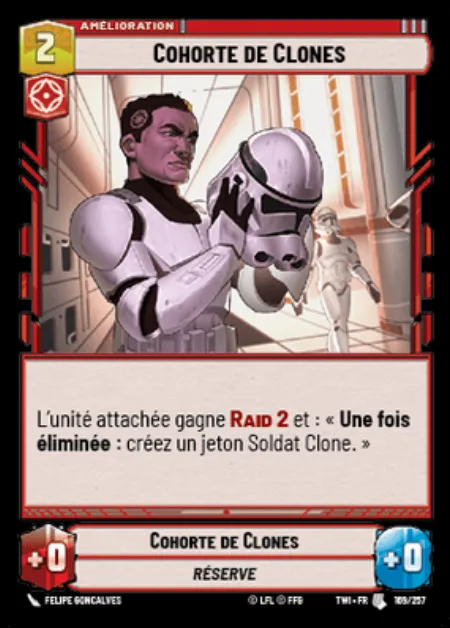 AMÉLIORATION
2
COHORTE DE CLONES
L'unité attachée gagne RAID 2 et : « Une fois
éliminée : créez un jeton Soldat Clone. »
+0
COHORTE DE CLONES
+0
RÉSERVE
FELIPE GONCALVES
© LFL © FFG
TWI • FR
169/257